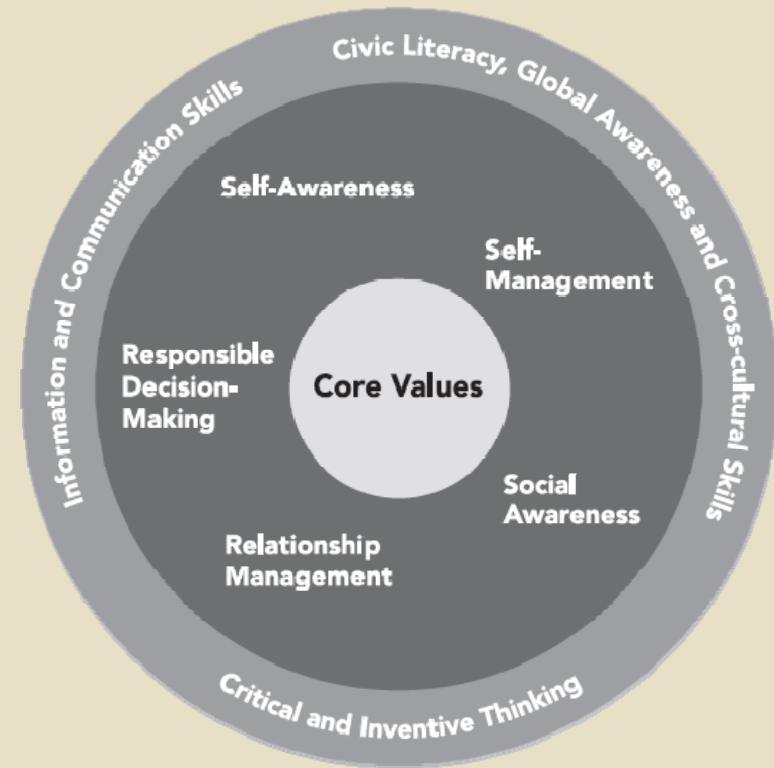 Civic Literacy, Global Awareness and Cross-cultural Skills
Information and Communication Skills
Self-Awareness
Self-
Management
Responsible
Decision-
Making
Core Values
Social
Awareness
Relationship
Management
Critical and Inventive Thinking